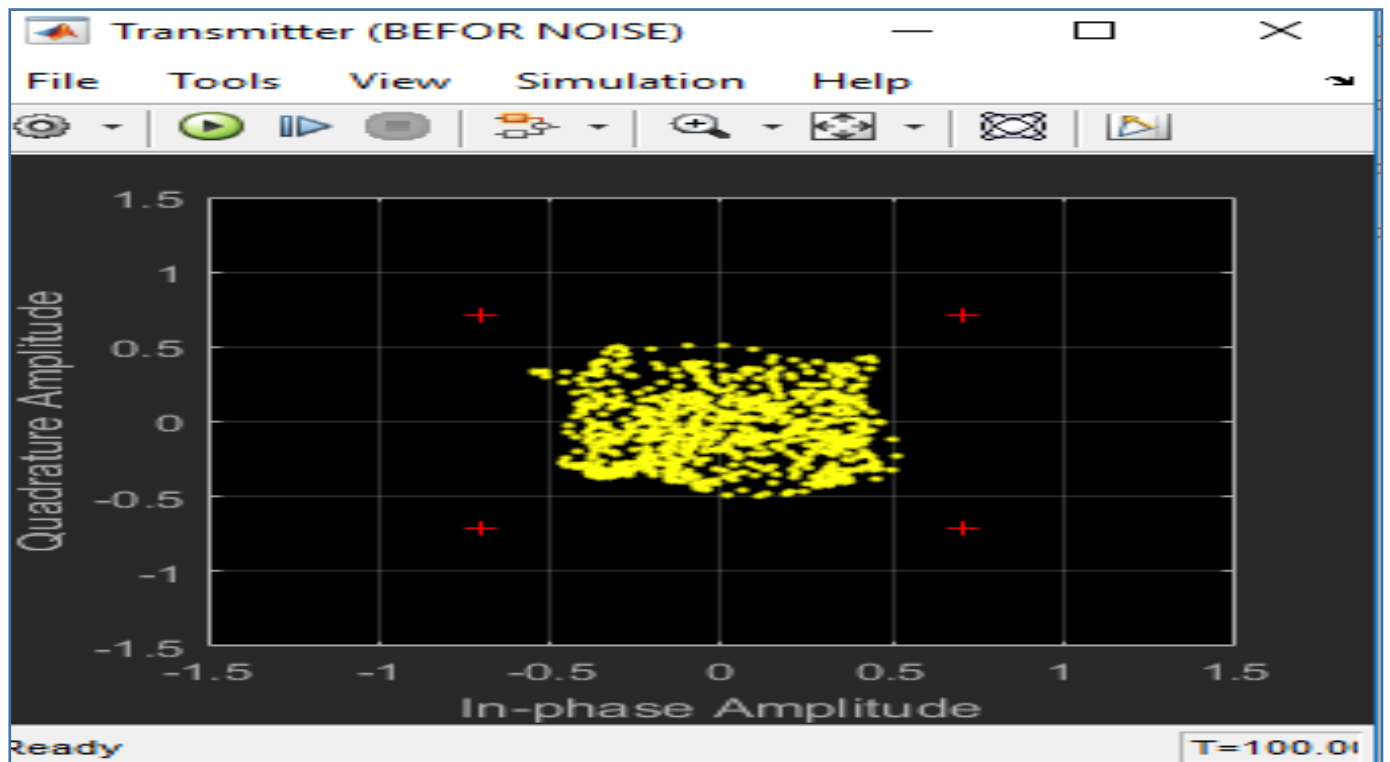 Transmitter (BEFOR NOISE)
File Tools View Simulation Help
1.5
1
0.5
0
-0.5
-1
-1.5
Quadrature Amplitude
-1.5 -1 -0.5 0 0.5 1 1.5
In-phase Amplitude
Ready T=100.0